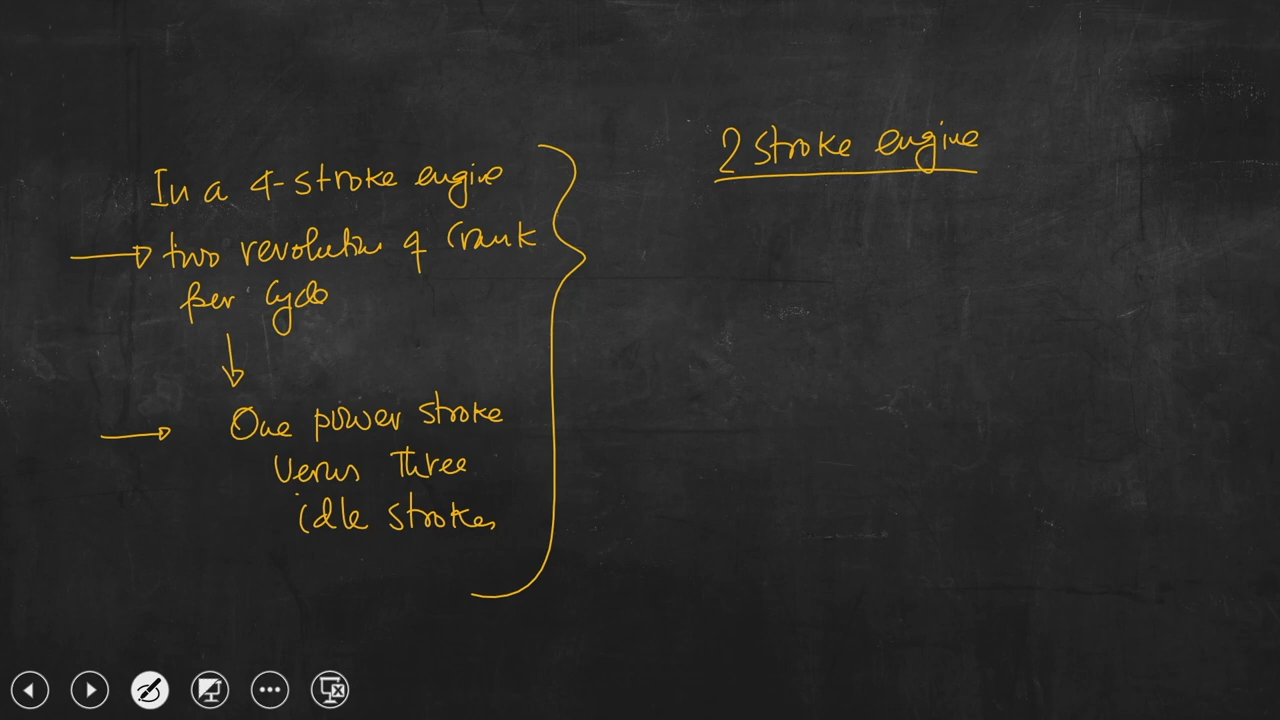 In a 4-stroke engine
two revolution of Crank
per Cycle
One power stroke
Versus three
idle strokes
2 stroke engine